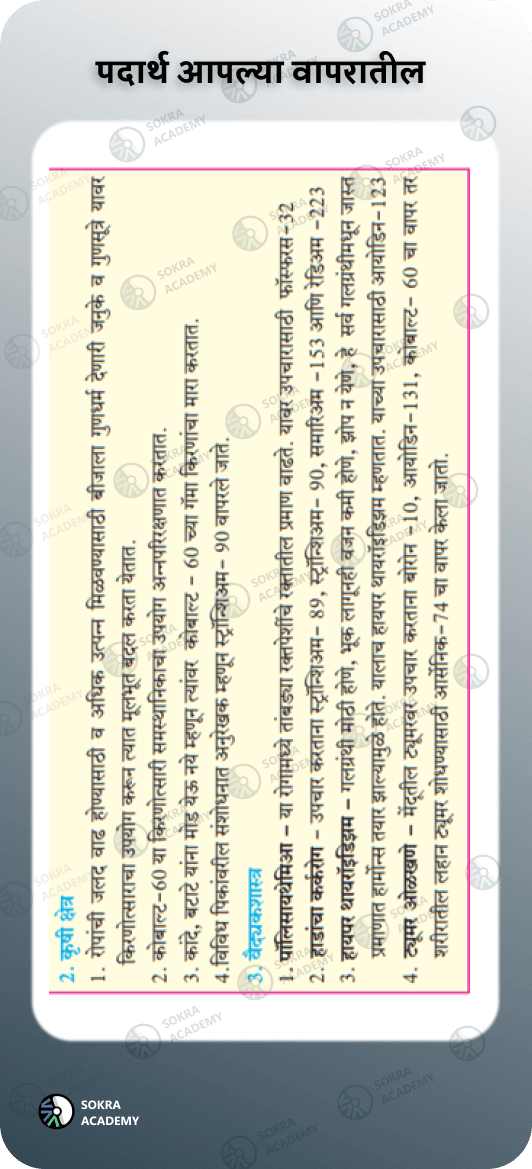 पदार्थ आपल्या वापरातील
2. कृषी क्षेत्र
1. रोपांची जलद वाढ होण्यासाठी व अधिक उत्पन्न मिळवण्यासाठी बीजाला गुणधर्म देणारी जनुके व गुणसूत्रे यावर
किरणोत्साराचा उपयोग करून त्यात मूलभूत बदल करता येतात.
2. कोबाल्ट-60 या किरणोत्सारी समस्थानिकाचा उपयोग अन्नपरिरक्षणात करतात.
3. कांदे, बटाटे यांना मोड येऊ नये म्हणून त्यांवर कोबाल्ट - 60 च्या गॅमा किरणांचा मारा करतात.
4.विविध पिकांवरील संशोधनात अनुरेखक म्हणून स्ट्रॉन्शिअम- 90 वापरले जाते.
3. वैद्यकशास्त्र
1. पॉलिसायथेमिआ – या रोगामध्ये तांबड्या रक्तपेशींचे रक्तातील प्रमाण वाढते. यावर उपचारासाठी फॉस्फरस-32
2. हाडांचा कर्करोग – उपचार करताना स्ट्रॉन्शिअम- 89, स्ट्रॉन्शिअम- 90, समारिअम -153 आणि रेडिअम -223
3. हायपर थायरॉइडिझम – गलग्रंथी मोठी होणे, भूक लागूनही वजन कमी होणे, झोप न येणे, हे सर्व गलग्रंथीमधून जास्त
प्रमाणात हार्मोन्स तयार झाल्यामुळे होते. यालाच हायपर थायरॉइडिझम म्हणतात. याच्या उपचारासाठी आयोडिन-123
4. ट्यूमर ओळखणे – मेंदूतील ट्यूमरवर उपचार करताना बोरोन -10, आयोडिन-131, कोबाल्ट- 60 चा वापर तर
शरीरातील लहान ट्यूमर शोधण्यासाठी आर्सेनिक-74 चा वापर केला जातो.
SOKRA
ACADEMY